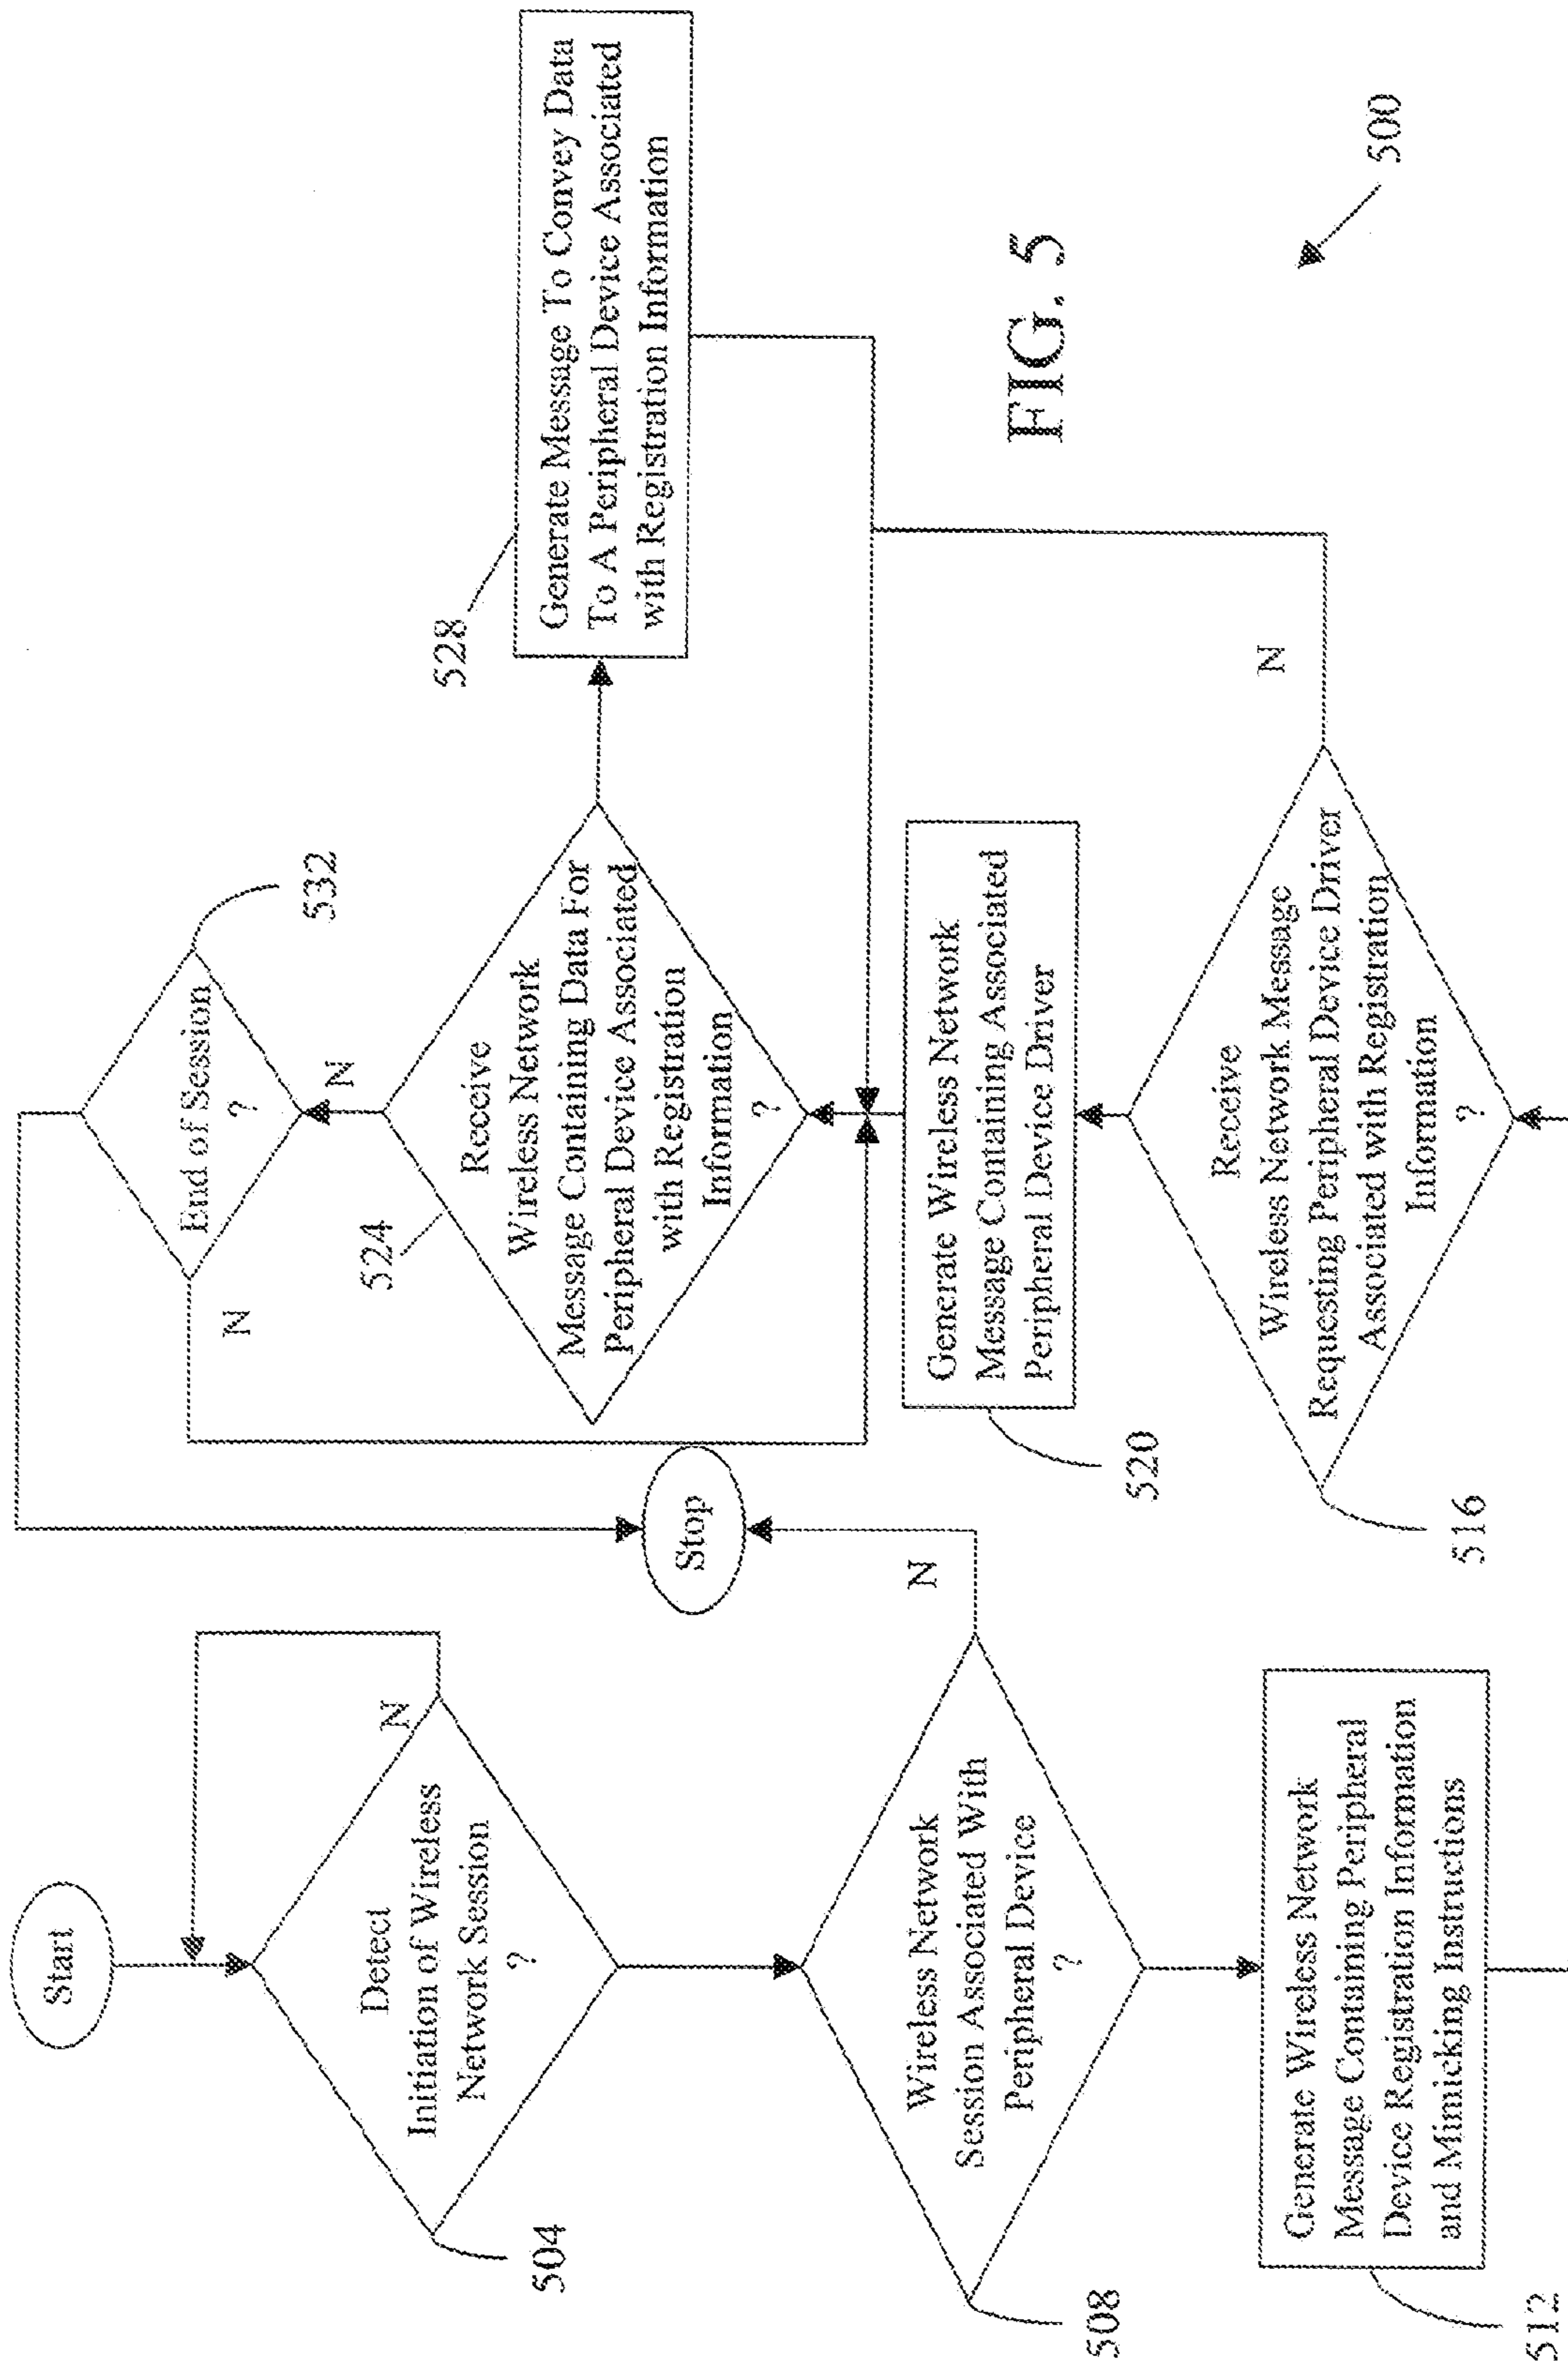 Start
Detect
Initiation of Wireless
Network Session
?
N
504
Wireless Network
Session Associated With
Peripheral Device
?
N
508
Stop
Generate Wireless Network
Message Containing Peripheral
Device Registration Information
and Mimicking Instructions
512
Receive
Wireless Network Message
Requesting Peripheral Device Driver
Associated with Registration
Information
?
N
516
Generate Wireless Network
Message Containing Associated
Peripheral Device Driver
520
Receive
Wireless Network
Message Containing Data For
Peripheral Device Associated
with Registration
Information
?
N
524
End of Session
?
N
532
Generate Message To Convey Data
To A Peripheral Device Associated
with Registration Information
528
FIG. 5
500